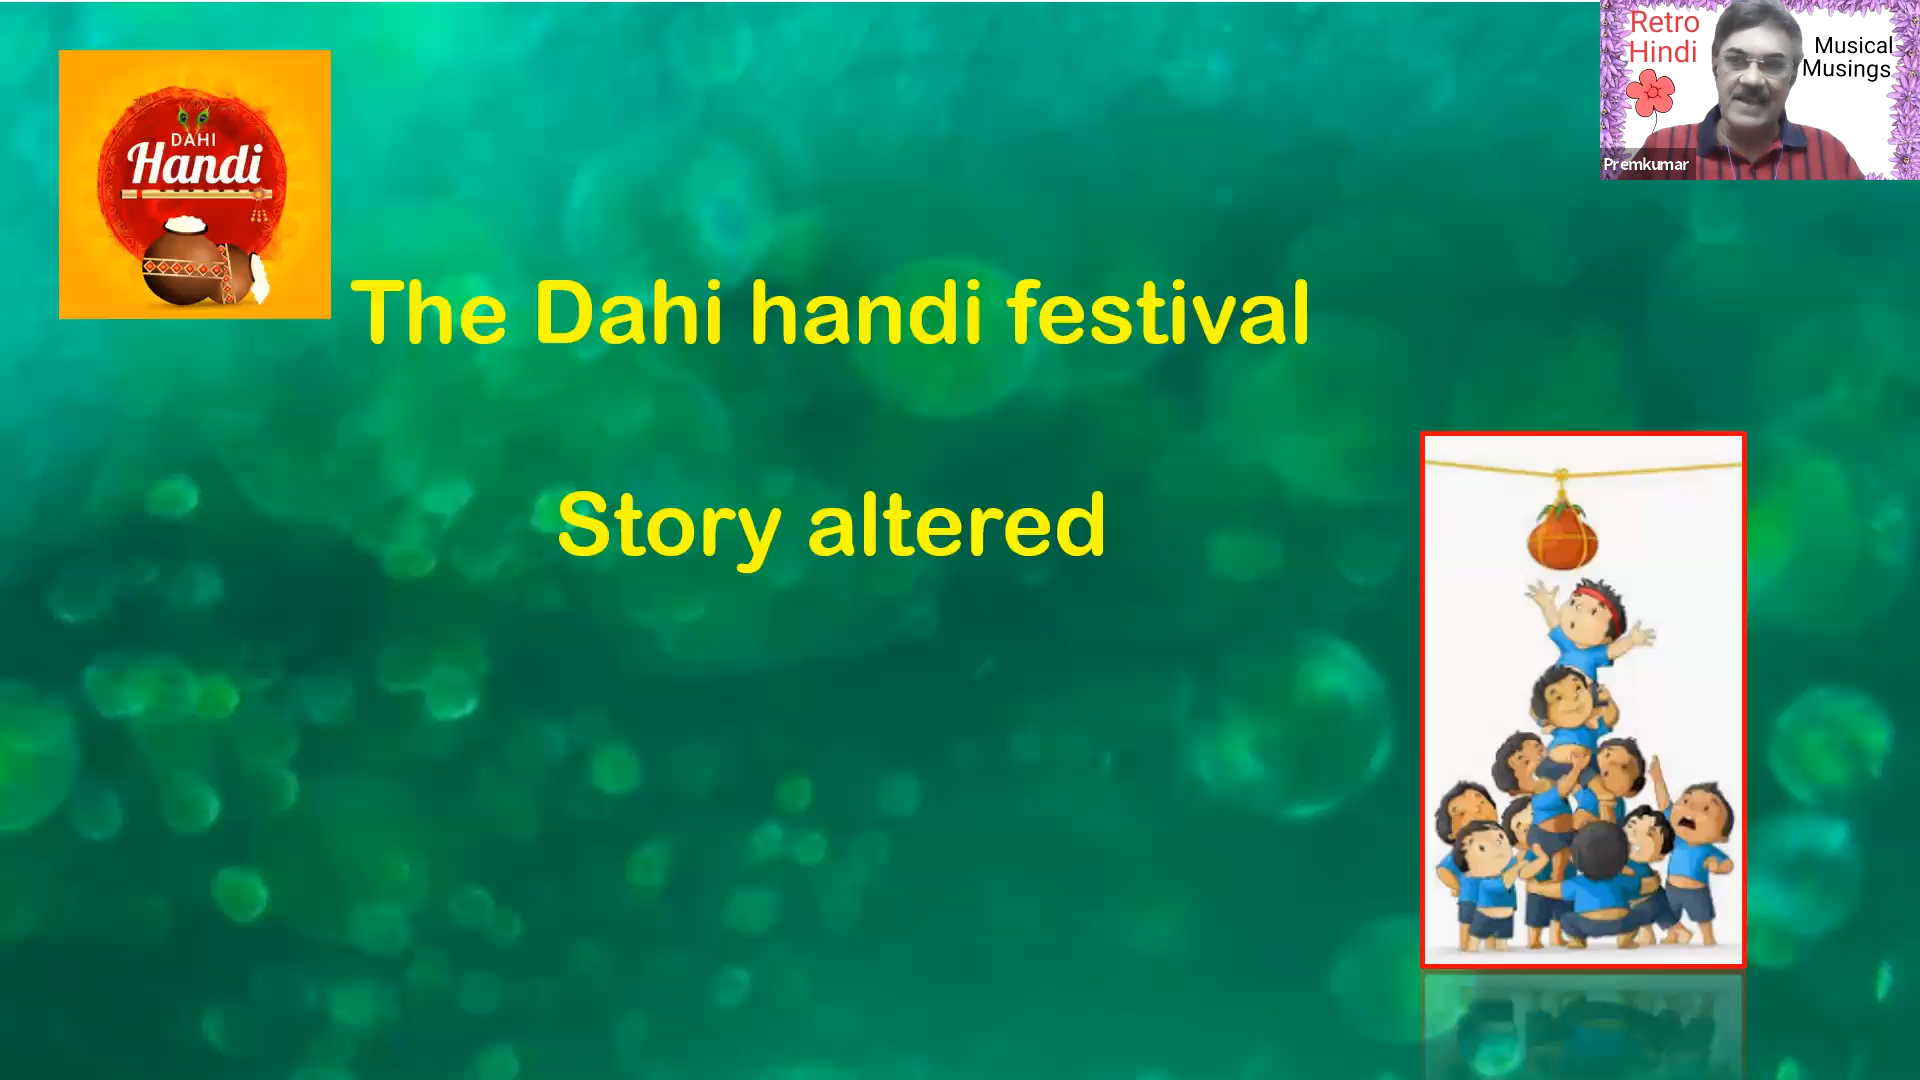 DAHI
Handi
The Dahi handi festival
Story altered
Retro
Hindi
Musical
Musings
Premkumar